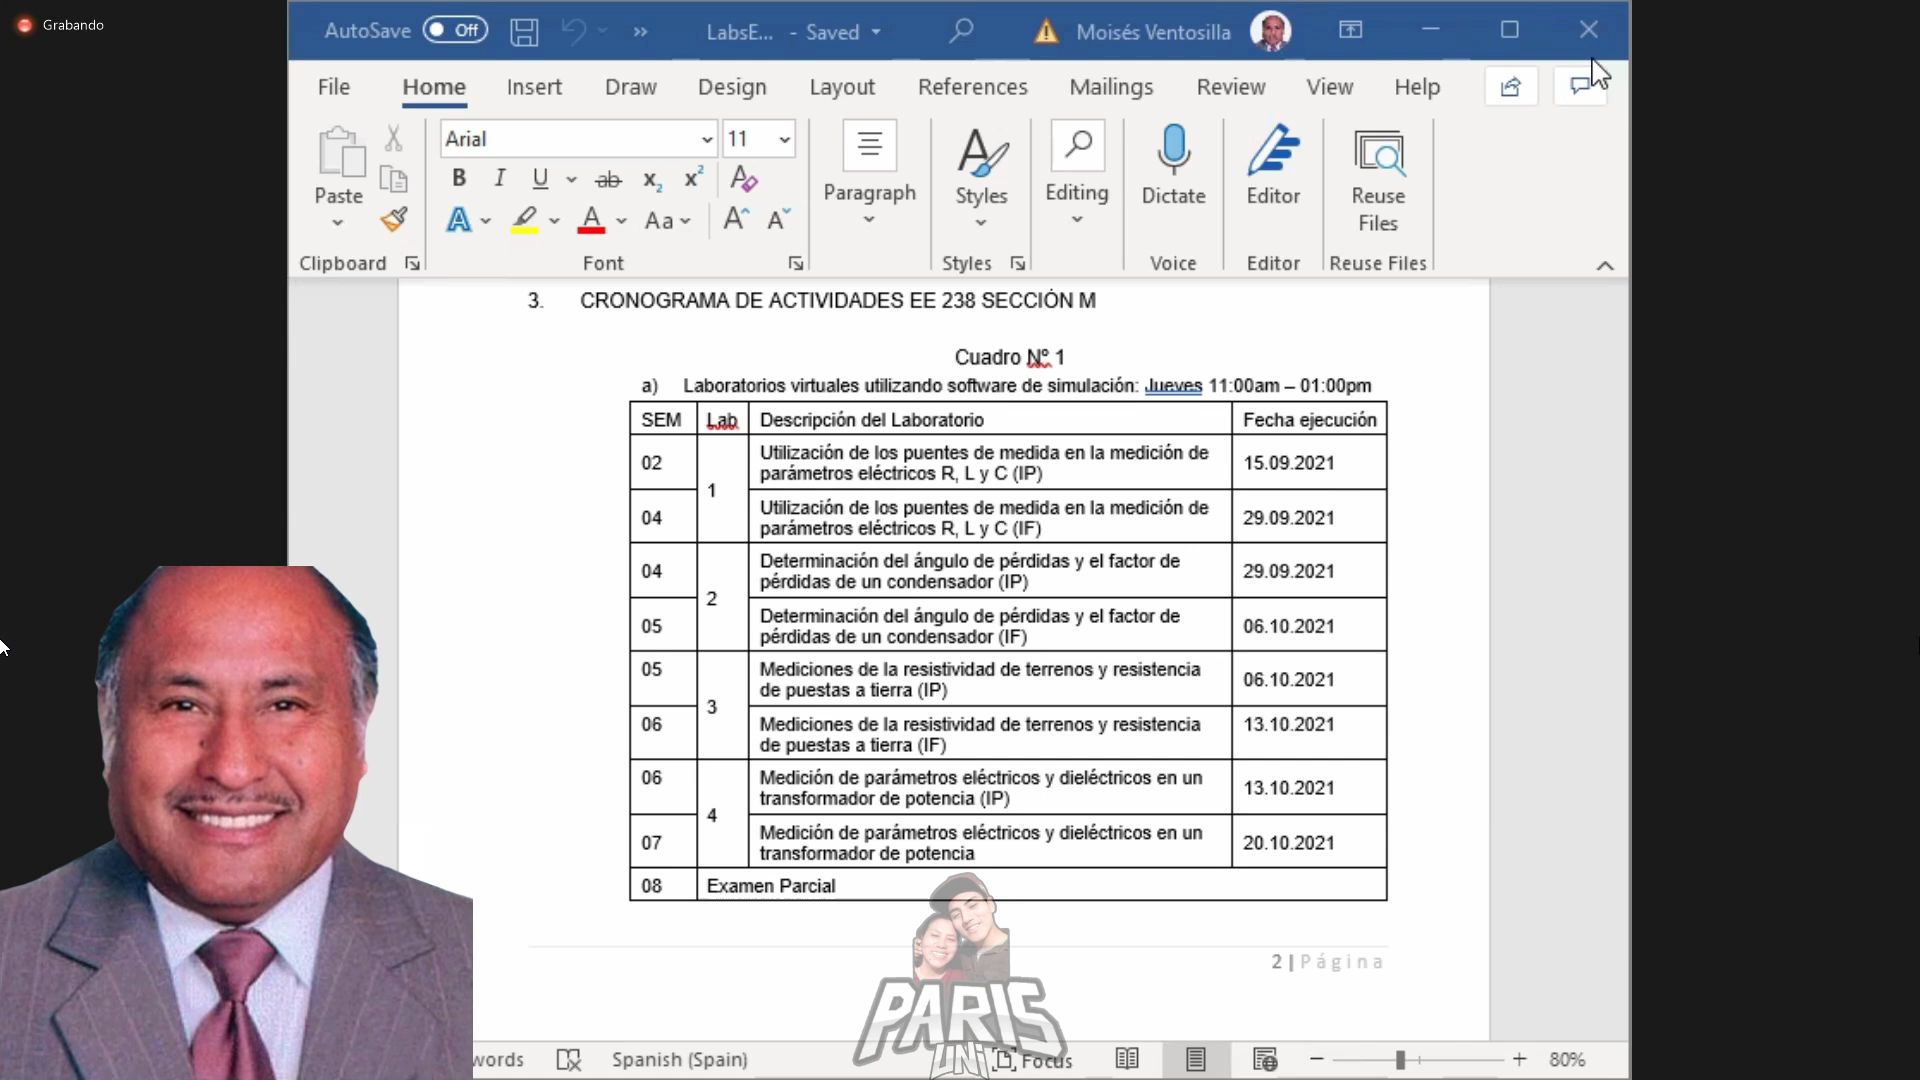 Grabando
AutoSave Off LabsE... - Saved Moisés Ventosilla
File Home Insert Draw Design Layout References Mailings Review View Help
Arial 11
B I U ab x2 x2 A
A A Aa A A
Paste Paragraph Styles Editing Dictate Editor Reuse
Files
Clipboard Font Styles Voice Editor Reuse Files
3. CRONOGRAMA DE ACTIVIDADES EE 238 SECCIÓN M
Cuadro Nº 1
a) Laboratorios virtuales utilizando software de simulación: Jueves 11:00am – 01:00pm
SEM Lab Descripción del Laboratorio Fecha ejecución
02 1 Utilización de los puentes de medida en la medición de
parámetros eléctricos R, L y C (IP) 15.09.2021
04 Utilización de los puentes de medida en la medición de
parámetros eléctricos R, L y C (IF) 29.09.2021
04 2 Determinación del ángulo de pérdidas y el factor de
pérdidas de un condensador (IP) 29.09.2021
05 Determinación del ángulo de pérdidas y el factor de
pérdidas de un condensador (IF) 06.10.2021
05 3 Mediciones de la resistividad de terrenos y resistencia
de puestas a tierra (IP) 06.10.2021
06 Mediciones de la resistividad de terrenos y resistencia
de puestas a tierra (IF) 13.10.2021
06 4 Medición de parámetros eléctricos y dieléctricos en un
transformador de potencia (IP) 13.10.2021
07 Medición de parámetros eléctricos y dieléctricos en un
transformador de potencia 20.10.2021
08 Examen Parcial
2 | Página
PARIS
UNI
words Spanish (Spain) Focus 80%